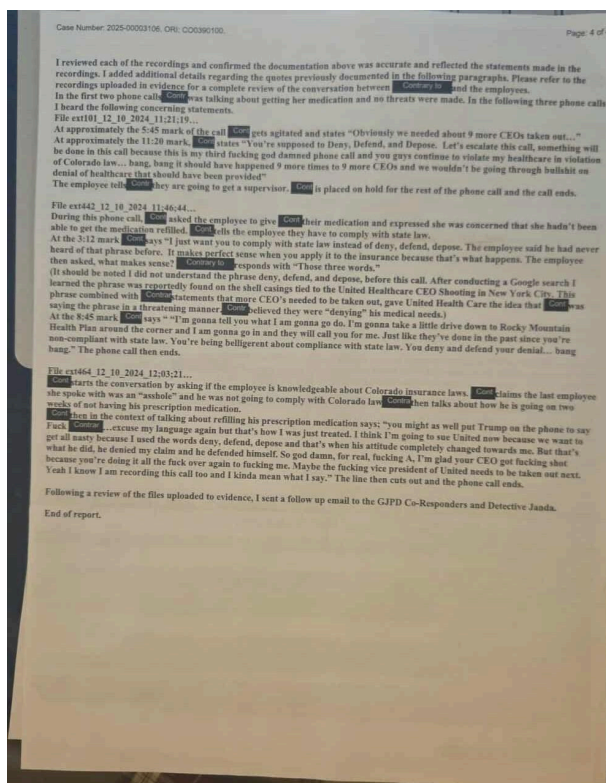 Case Number: 2025-00003105, ORI: CO0390100.
Page: 4 of
I reviewed each of the recordings and confirmed the documentation above was accurate and reflected the statements made in the
recordings. I added additional details regarding the quotes previously documented in the following paragraphs. Please refer to the
recordings uploaded in evidence for a complete review of the conversation between Contrary to and the employees.
In the first two phone calls Contr was talking about getting her medication and no threats were made. In the following three phone calls
I heard the following concerning statements.
File ext101_12_10_2024_11;21;19…
At approximately the 5:45 mark of the call Cont gets agitated and states "Obviously we needed about 9 more CEOs taken out..."
At approximately the 11:20 mark, Cont states "You're supposed to Deny, Defend, and Depose. Let's escalate this call, something will
be done in this call because this is my third fucking god damned phone call and you guys continue to violate my healthcare in violation
of Colorado law… bang, bang it should have happened 9 more times to 9 more CEOs and we wouldn't be going through bullshit on
denial of healthcare that should have been provided"
The employee tells Contr they are going to get a supervisor. Cont is placed on hold for the rest of the phone call and the call ends.
File ext442_12_10_2024_11;46;44…
During this phone call, Cont asked the employee to give Cont their medication and expressed she was concerned that she hadn't been
able to get the medication refilled. Cont tells the employee they have to comply with state law.
At the 3:12 mark Cont says "I just want you to comply with state law instead of deny, defend, depose. The employee said he had never
heard of that phrase before. It makes perfect sense when you apply it to the insurance because that's what happens. The employee
then asked, what makes sense? Contrary to responds with "Those three words."
(It should be noted I did not understand the phrase deny, defend, and depose, before this call. After conducting a Google search I
learned the phrase was reportedly found on the shell casings tied to the United Healthcare CEO Shooting in New York City. This
phrase combined with Contrar statements that more CEO's needed to be taken out, gave United Health Care the idea that Cont was
saying the phrase in a threatening manner. Contr believed they were "denying" his medical needs.)
At the 8:45 mark Cont says " "I'm gonna tell you what I am gonna go do. I'm gonna take a little drive down to Rocky Mountain
Health Plan around the corner and I am gonna go in and they will call you for me. Just like they've done in the past since you're
non-compliant with state law. You're being belligerent about compliance with state law. You deny and defend your denial… bang
bang." The phone call then ends.
File ext464_12_10_2024_12;03;21…
Cont starts the conversation by asking if the employee is knowledgeable about Colorado insurance laws. Cont claims the last employee
she spoke with was an "asshole" and he was not going to comply with Colorado law Contra then talks about how he is going on two
weeks of not having his prescription medication.
Cont then in the context of talking about refilling his prescription medication says; "you might as well put Trump on the phone to say
Fuck Contrar …excuse my language again but that's how I was just treated. I think I'm going to sue United now because we want to
get all nasty because I used the words deny, defend, depose and that's when his attitude completely changed towards me. But that's
what he did, he denied my claim and he defended himself. So god damn, for real, fucking A, I'm glad your CEO got fucking shot
because you're doing it all the fuck over again to fucking me. Maybe the fucking vice president of United needs to be taken out next.
Yeah I know I am recording this call too and I kinda mean what I say." The line then cuts out and the phone call ends.
Following a review of the files uploaded to evidence, I sent a follow up email to the GJPD Co-Responders and Detective Janda.
End of report.